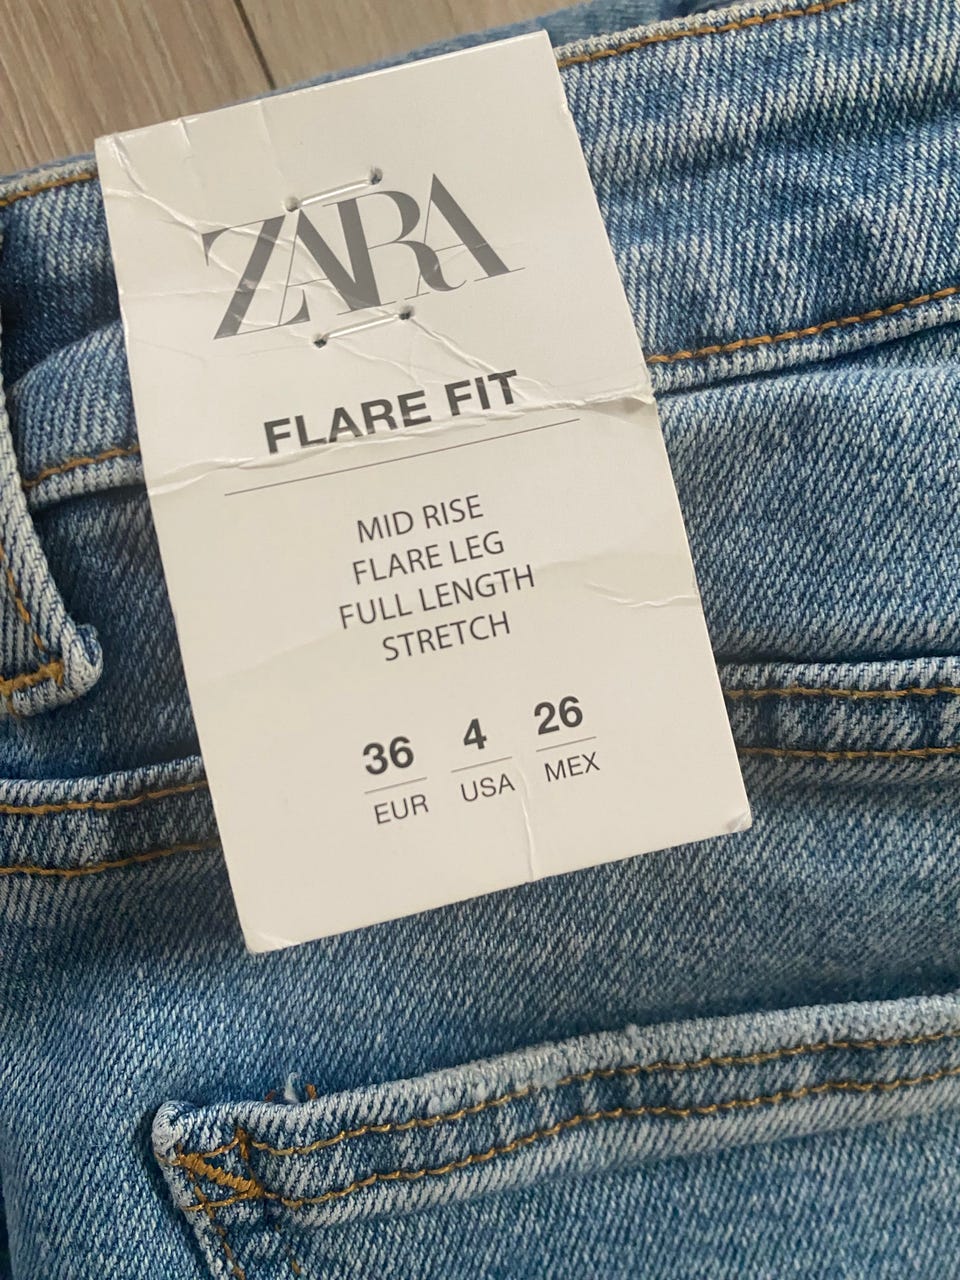 ZARA
FLARE FIT
MID RISE
FLARE LEG
FULL LENGTH
STRETCH
36 4 26
EUR USA MEX